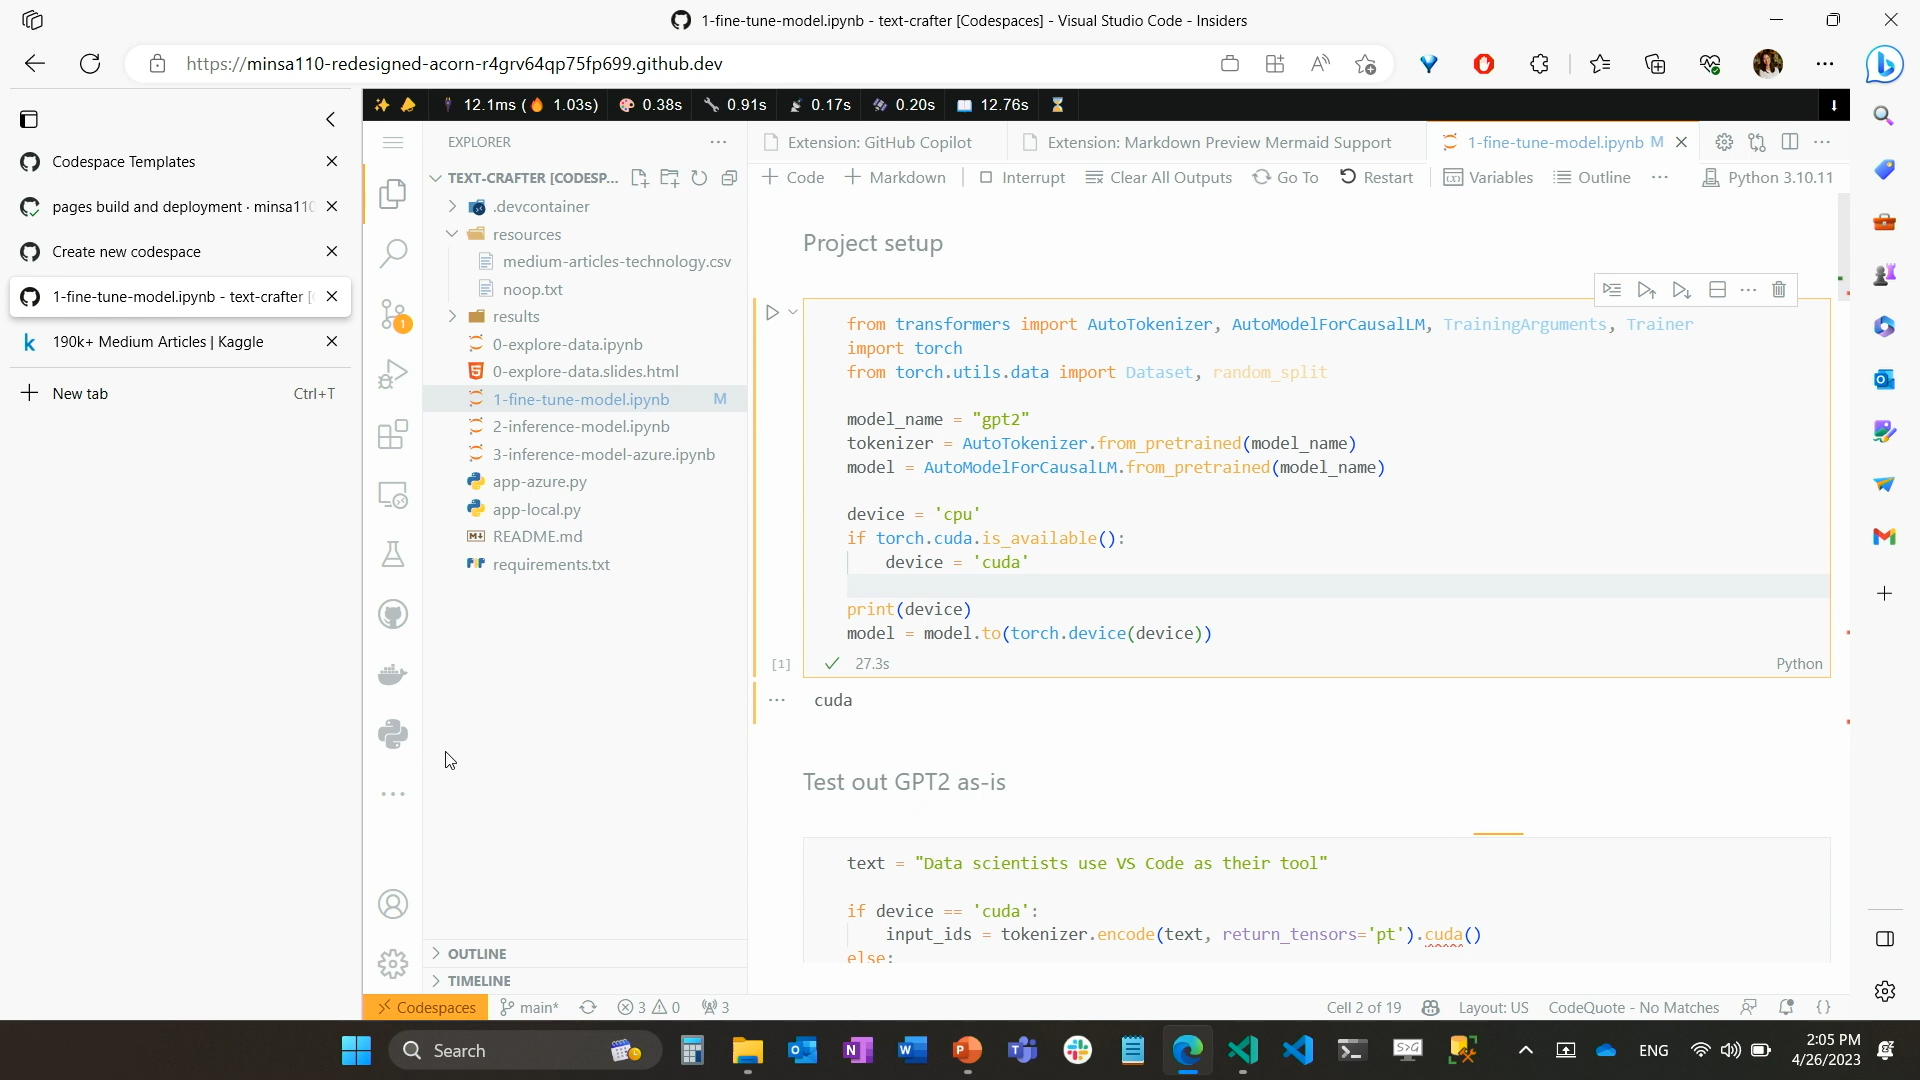 1-fine-tune-model.ipynb - text-crafter [Codespaces] - Visual Studio Code - Insiders
https://minsa110-redesigned-acorn-r4grv64qp75fp699.github.dev
12.1ms ( 1.03s) 0.38s 0.91s 0.17s 0.20s 12.76s
Codespace Templates
pages build and deployment · minsa110
Create new codespace
1-fine-tune-model.ipynb - text-crafter [
190k+ Medium Articles | Kaggle
New tab Ctrl+T
EXPLORER
TEXT-CRAFTER [CODESP...
.devcontainer
resources
medium-articles-technology.csv
noop.txt
results
0-explore-data.ipynb
0-explore-data.slides.html
1-fine-tune-model.ipynb M
2-inference-model.ipynb
3-inference-model-azure.ipynb
app-azure.py
app-local.py
README.md
requirements.txt
OUTLINE
TIMELINE
Extension: GitHub Copilot Extension: Markdown Preview Mermaid Support 1-fine-tune-model.ipynb M
Code Markdown Interrupt Clear All Outputs Go To Restart Variables Outline Python 3.10.11
Project setup
from transformers import AutoTokenizer, AutoModelForCausalLM, TrainingArguments, Trainer
import torch
from torch.utils.data import Dataset, random_split
model_name = "gpt2"
tokenizer = AutoTokenizer.from_pretrained(model_name)
model = AutoModelForCausalLM.from_pretrained(model_name)
device = 'cpu'
if torch.cuda.is_available():
device = 'cuda'
print(device)
model = model.to(torch.device(device))
[1] 27.3s Python
cuda
Test out GPT2 as-is
text = "Data scientists use VS Code as their tool"
if device == 'cuda':
input_ids = tokenizer.encode(text, return_tensors='pt').cuda()
else:
Codespaces main* 3 0 3 Cell 2 of 19 Layout: US CodeQuote - No Matches
Search ENG 2:05 PM
4/26/2023